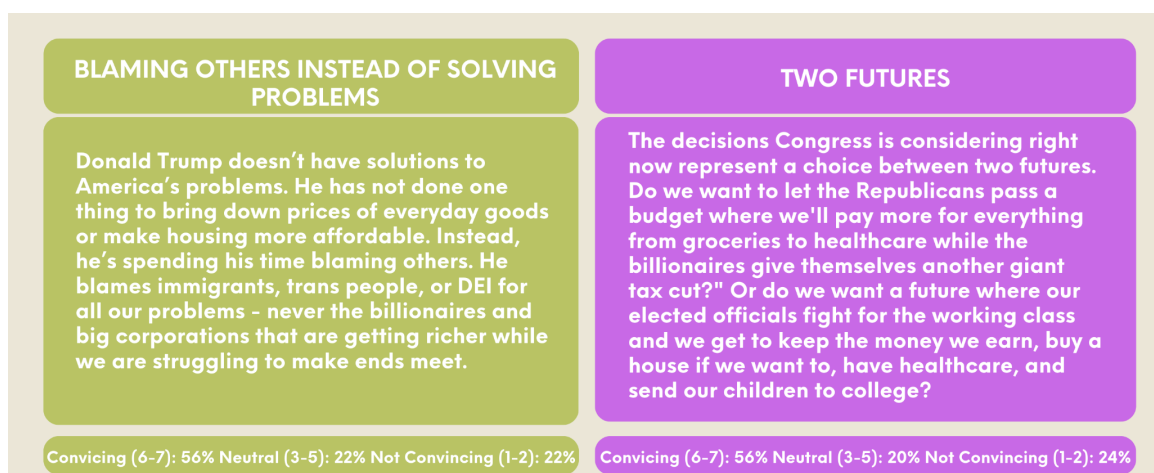 BLAMING OTHERS INSTEAD OF SOLVING
PROBLEMS
Donald Trump doesn't have solutions to
America's problems. He has not done one
thing to bring down prices of everyday goods
or make housing more affordable. Instead,
he's spending his time blaming others. He
blames immigrants, trans people, or DEI for
all our problems - never the billionaires and
big corporations that are getting richer while
we are struggling to make ends meet.
Convicing (6-7): 56% Neutral (3-5): 22% Not Convincing (1-2): 22%
TWO FUTURES
The decisions Congress is considering right
now represent a choice between two futures.
Do we want to let the Republicans pass a
budget where we'll pay more for everything
from groceries to healthcare while the
billionaires give themselves another giant
tax cut?" Or do we want a future where our
elected officials fight for the working class
and we get to keep the money we earn, buy a
house if we want to, have healthcare, and
send our children to college?
Convicing (6-7): 56% Neutral (3-5): 20% Not Convincing (1-2): 24%